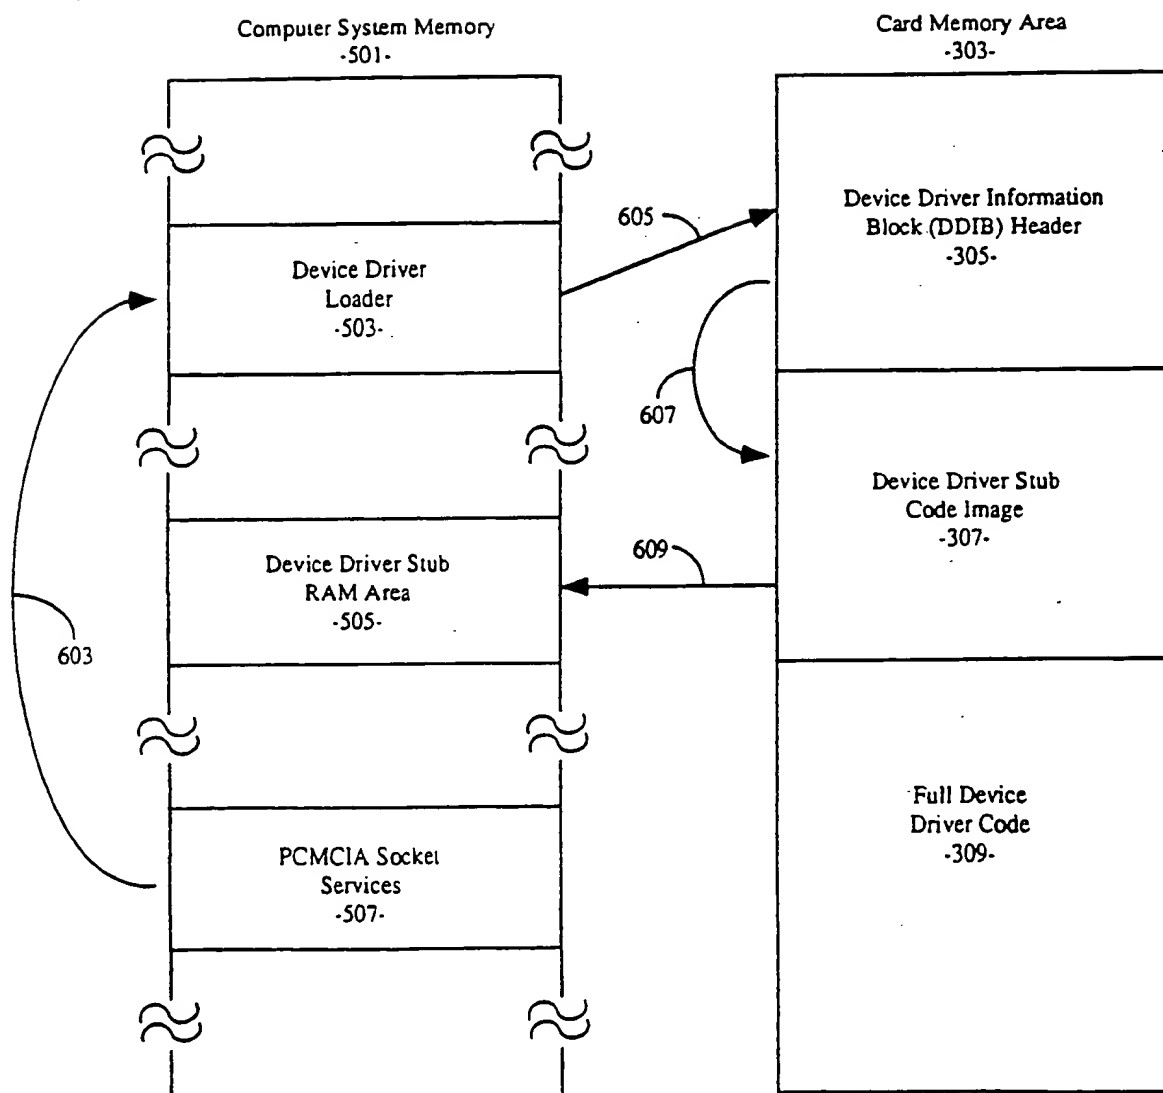 Computer System Memory
-501-
Card Memory Area
-303-
Device Driver Information
Block (DDIB) Header
-305-
605
Device Driver
Loader
-503-
607
Device Driver Stub
Code Image
-307-
609
Device Driver Stub
RAM Area
-505-
603
Full Device
Driver Code
-309-
PCMCIA Socket
Services
-507-